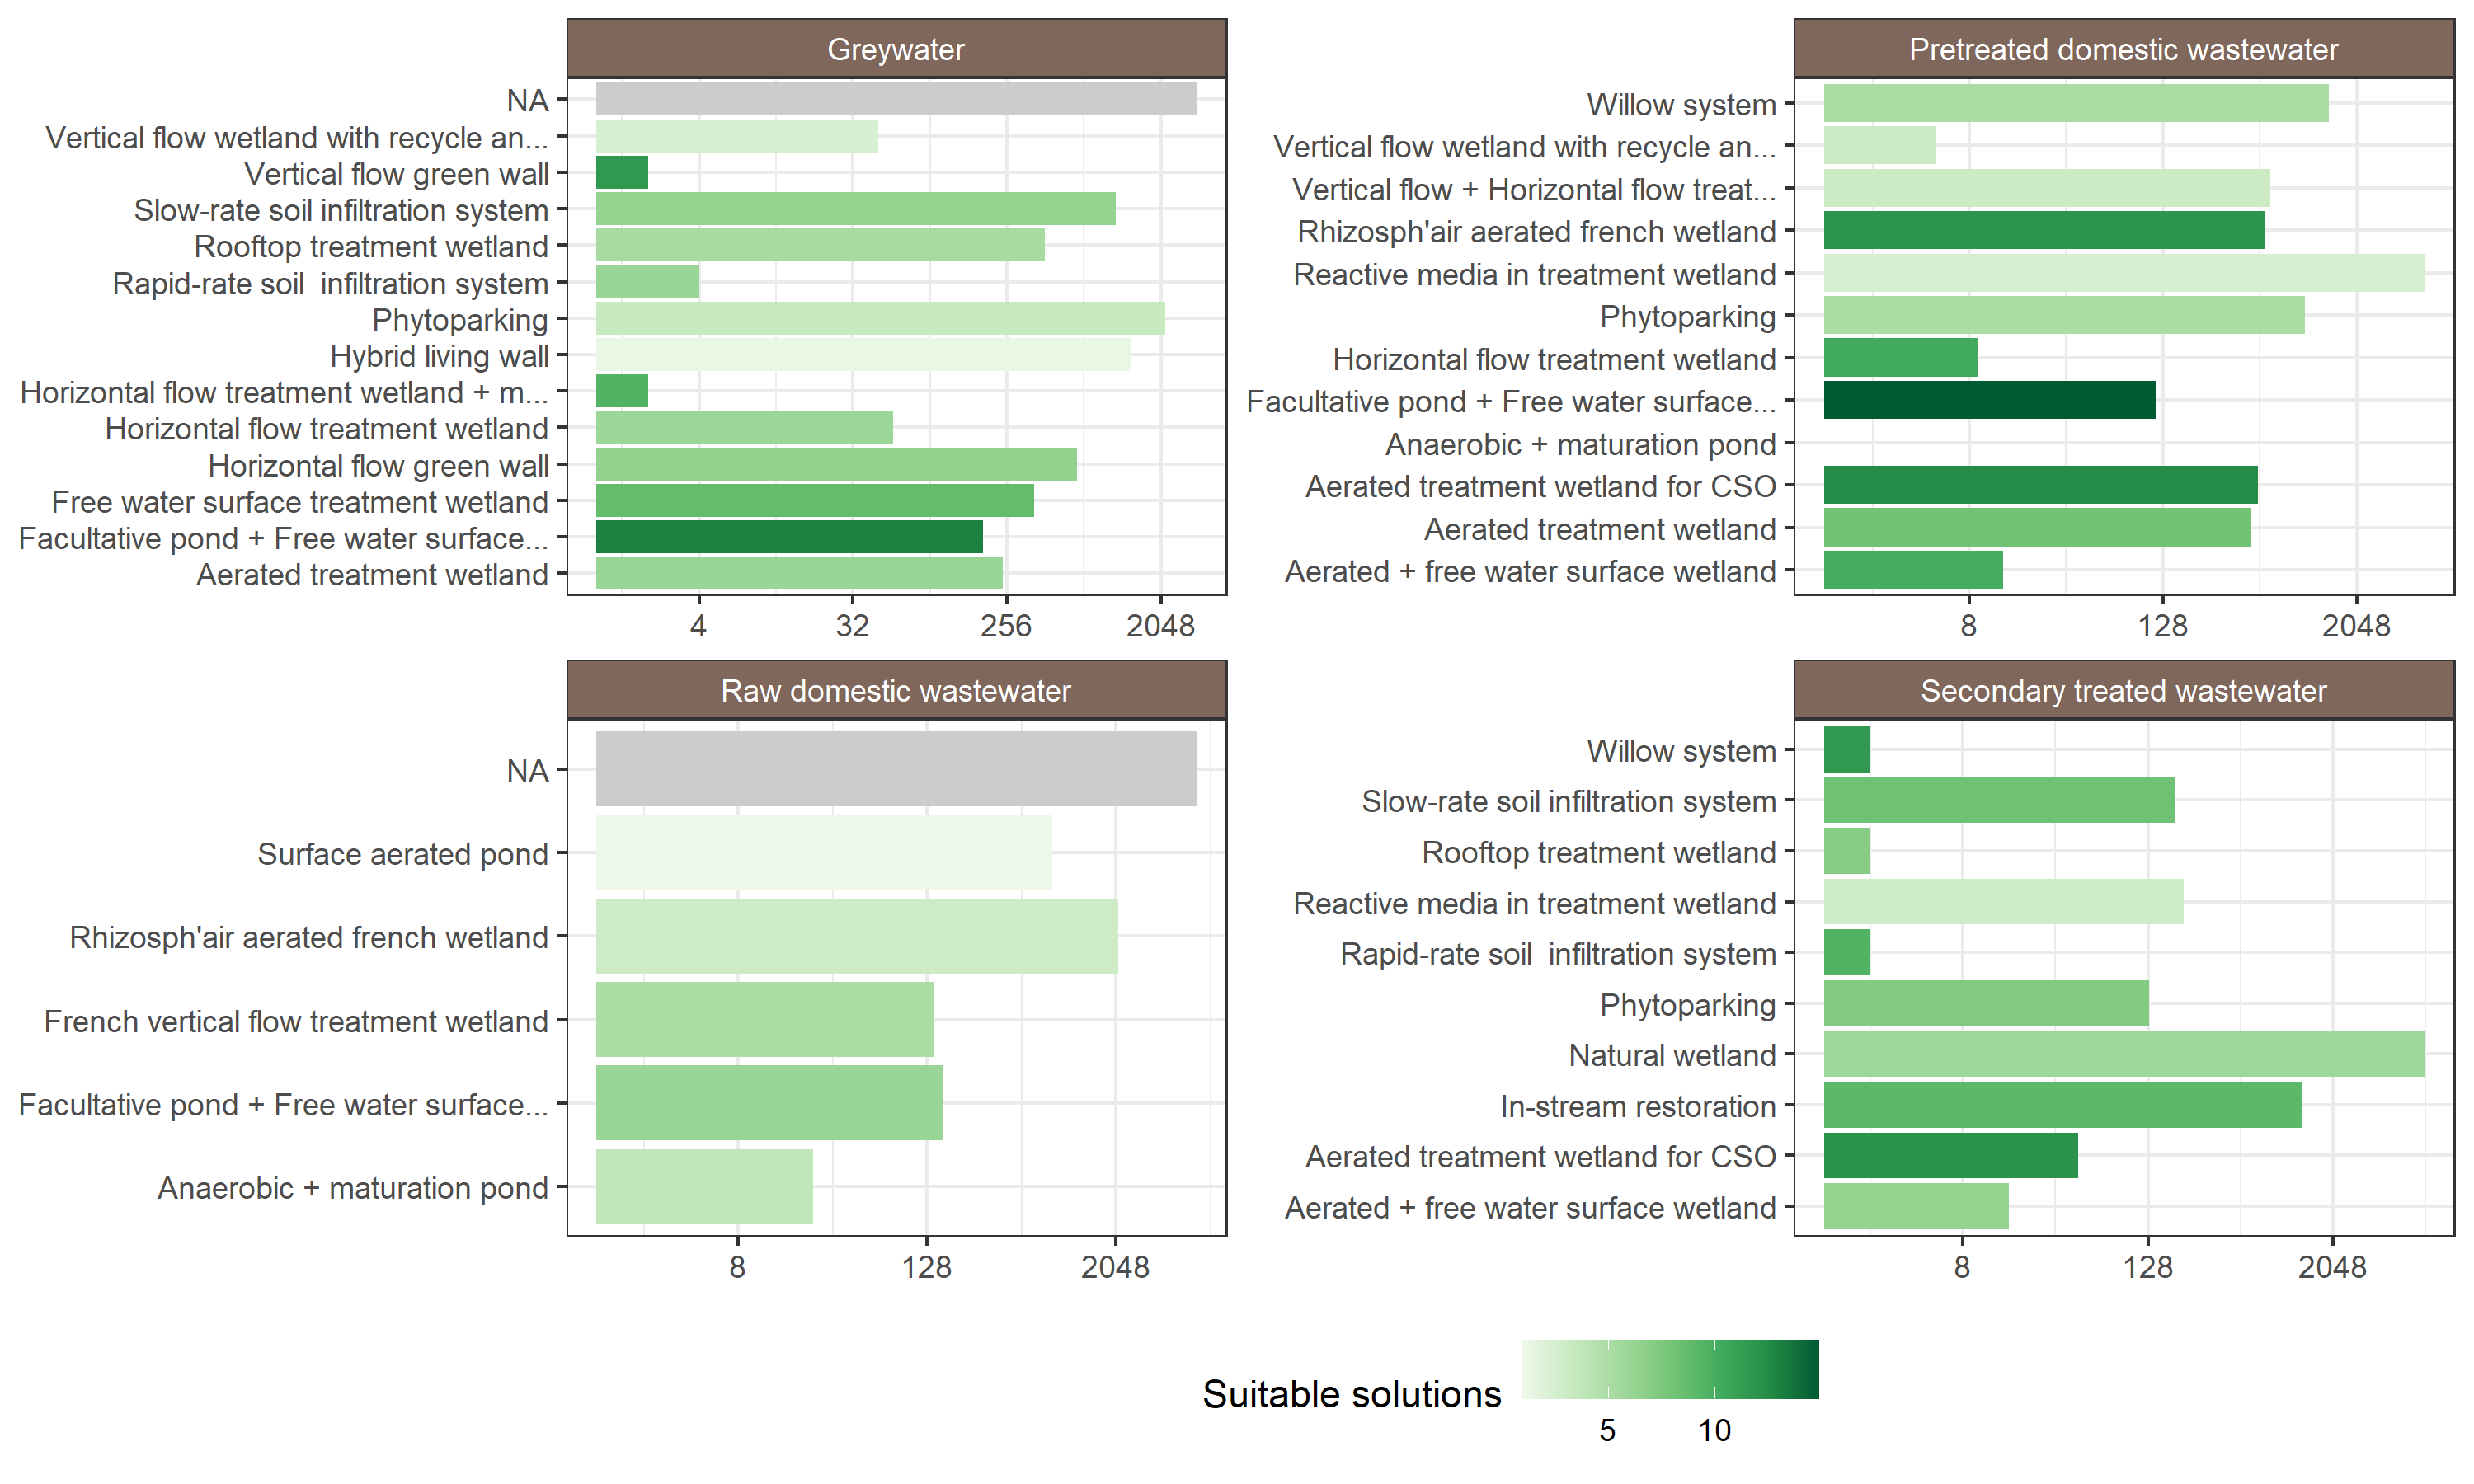 Greywater
NA
Vertical flow wetland with recycle an...
Vertical flow green wall
Slow-rate soil infiltration system
Rooftop treatment wetland
Rapid-rate soil  infiltration system
Phytoparking
Hybrid living wall
Horizontal flow treatment wetland + m...
Horizontal flow treatment wetland
Horizontal flow green wall
Free water surface treatment wetland
Facultative pond + Free water surface...
Aerated treatment wetland
4 32 256 2048
Pretreated domestic wastewater
Willow system
Vertical flow wetland with recycle an...
Vertical flow + Horizontal flow treat...
Rhizosph'air aerated french wetland
Reactive media in treatment wetland
Phytoparking
Horizontal flow treatment wetland
Facultative pond + Free water surface...
Anaerobic + maturation pond
Aerated treatment wetland for CSO
Aerated treatment wetland
Aerated + free water surface wetland
8 128 2048
Raw domestic wastewater
NA
Surface aerated pond
Rhizosph'air aerated french wetland
French vertical flow treatment wetland
Facultative pond + Free water surface...
Anaerobic + maturation pond
8 128 2048
Secondary treated wastewater
Willow system
Slow-rate soil infiltration system
Rooftop treatment wetland
Reactive media in treatment wetland
Rapid-rate soil  infiltration system
Phytoparking
Natural wetland
In-stream restoration
Aerated treatment wetland for CSO
Aerated + free water surface wetland
8 128 2048
Suitable solutions
5 10